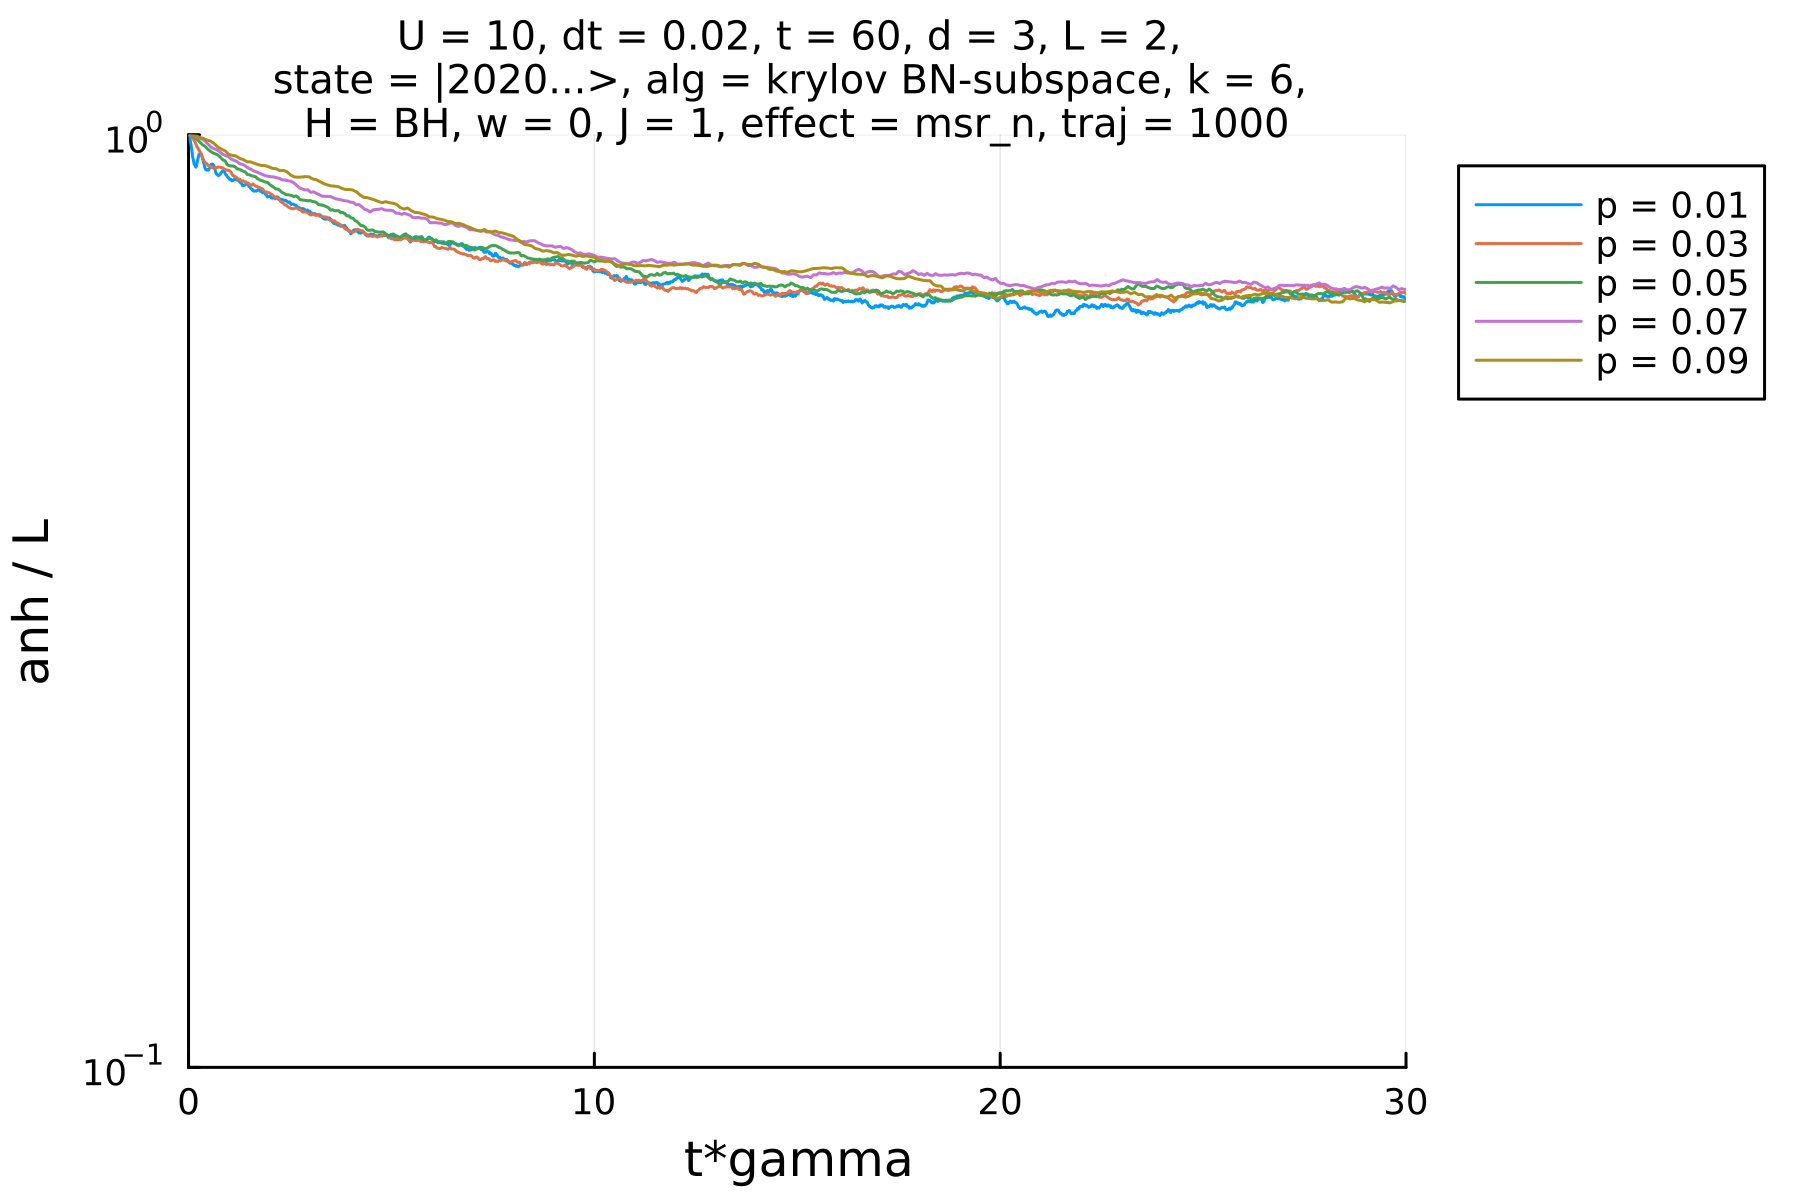 U = 10, dt = 0.02, t = 60, d = 3, L = 2,
state = |2020...>, alg = krylov BN-subspace, k = 6,
H = BH, w = 0, J = 1, effect = msr_n, traj = 1000
10⁰
p = 0.01
p = 0.03
p = 0.05
p = 0.07
p = 0.09
anh / L
10⁻¹
0 10 20 30
t*gamma